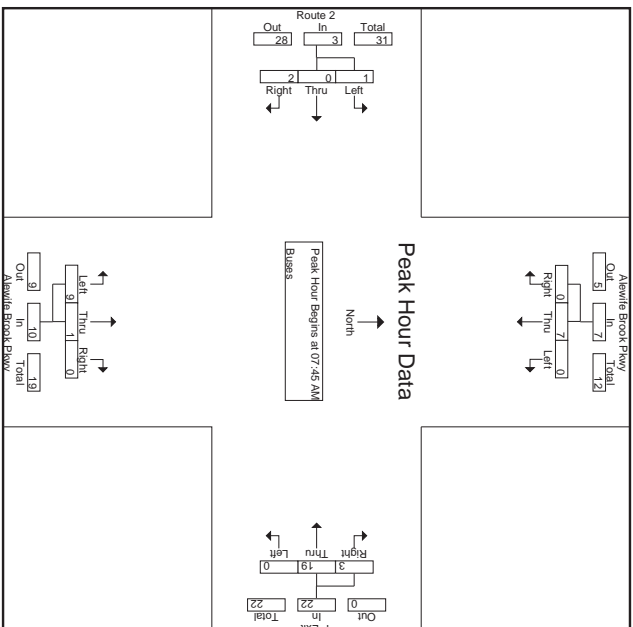 Route 2
Out In Total
28 3 31
2 0 1
Right Thru Left
Alewife Brook Pkwy
Out In Total
5 7 12
0 7 0
Right Thru Left
Peak Hour Data
North
Peak Hour Begins at 07:45 AM
Buses
Left Thru Right
9 1 0
9 10 19
Out In Total
Alewife Brook Pkwy
Left Thru Right
0 19 3
22 22 0
Total In Out
Exit